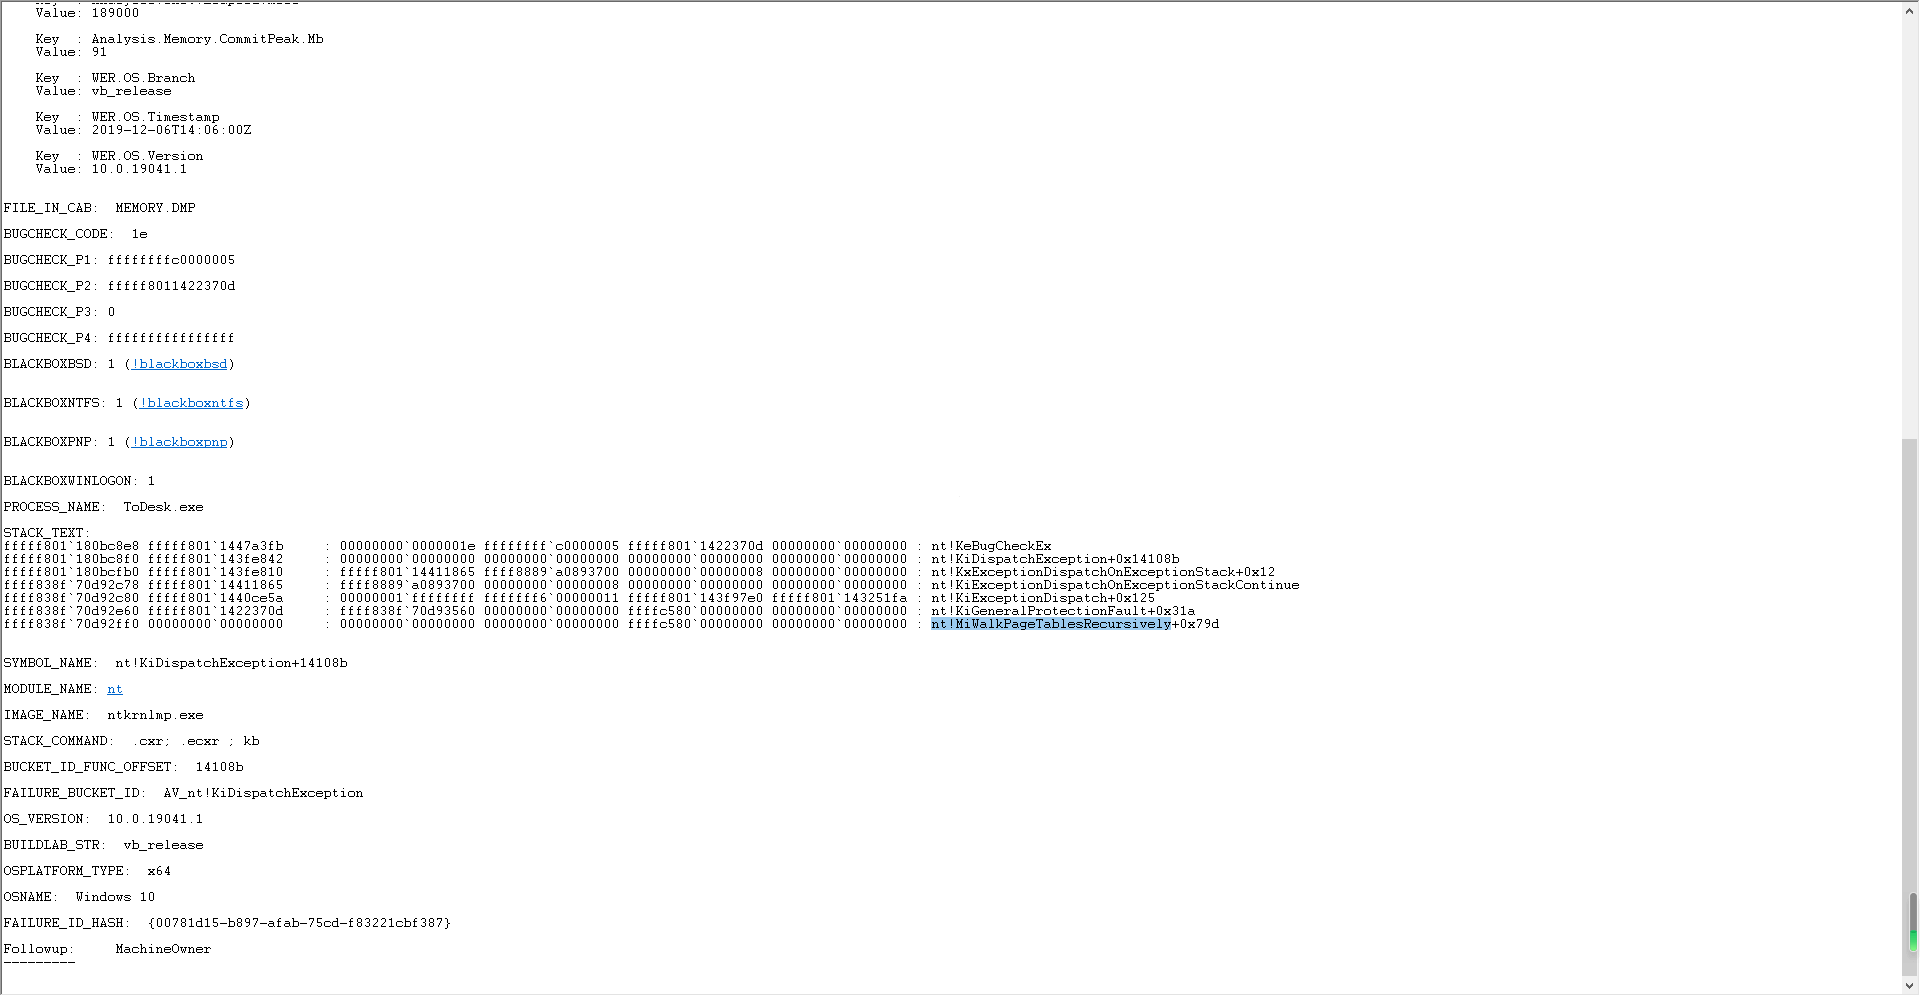 Value: 189000
Key  : Analysis.Memory.CommitPeak.Mb
Value: 91
Key  : WER.OS.Branch
Value: vb_release
Key  : WER.OS.Timestamp
Value: 2019-12-06T14:06:00Z
Key  : WER.OS.Version
Value: 10.0.19041.1
FILE_IN_CAB:  MEMORY.DMP
BUGCHECK_CODE:  1e
BUGCHECK_P1: ffffffffc0000005
BUGCHECK_P2: fffff8011422370d
BUGCHECK_P3: 0
BUGCHECK_P4: ffffffffffffffff
BLACKBOXBSD: 1 (!blackboxbsd)
BLACKBOXNTFS: 1 (!blackboxntfs)
BLACKBOXPNP: 1 (!blackboxpnp)
BLACKBOXWINLOGON: 1
PROCESS_NAME:  ToDesk.exe
STACK_TEXT:
fffff801`180bc8e8 fffff801`1447a3fb     : 00000000`0000001e ffffffff`c0000005 fffff801`1422370d 00000000`00000000 : nt!KeBugCheckEx
fffff801`180bc8f0 fffff801`143fe842     : 00000000`00000000 00000000`00000000 00000000`00000000 00000000`00000000 : nt!KiDispatchException+0x14108b
fffff801`180bcfb0 fffff801`143fe810     : fffff801`14411865 ffff8889`a0893700 00000000`00000008 00000000`00000000 : nt!KxExceptionDispatchOnExceptionStack+0x12
ffff838f`70d92c78 fffff801`14411865     : ffff8889`a0893700 00000000`00000008 00000000`00000000 00000000`00000000 : nt!KiExceptionDispatchOnExceptionStackContinue
ffff838f`70d92c80 fffff801`1440ce5a     : 00000001`ffffffff ffffffff6`00000011 fffff801`143f97e0 fffff801`143251fa : nt!KiExceptionDispatch+0x125
ffff838f`70d92e60 fffff801`1422370d     : ffff838f`70d93560 00000000`00000000 ffffc580`00000000 00000000`00000000 : nt!KiGeneralProtectionFault+0x31a
ffff838f`70d92ff0 00000000`00000000     : 00000000`00000000 00000000`00000000 ffffc580`00000000 00000000`00000000 : nt!MiWalkPageTablesRecursively+0x79d
SYMBOL_NAME:  nt!KiDispatchException+14108b
MODULE_NAME: nt
IMAGE_NAME:  ntkrnlmp.exe
STACK_COMMAND:  .cxr; .ecxr ; kb
BUCKET_ID_FUNC_OFFSET:  14108b
FAILURE_BUCKET_ID:  AV_nt!KiDispatchException
OS_VERSION:  10.0.19041.1
BUILDLAB_STR:  vb_release
OSPLATFORM_TYPE:  x64
OSNAME:  Windows 10
FAILURE_ID_HASH:  {00781d15-b897-afab-75cd-f83221cbf387}
Followup:     MachineOwner
---------